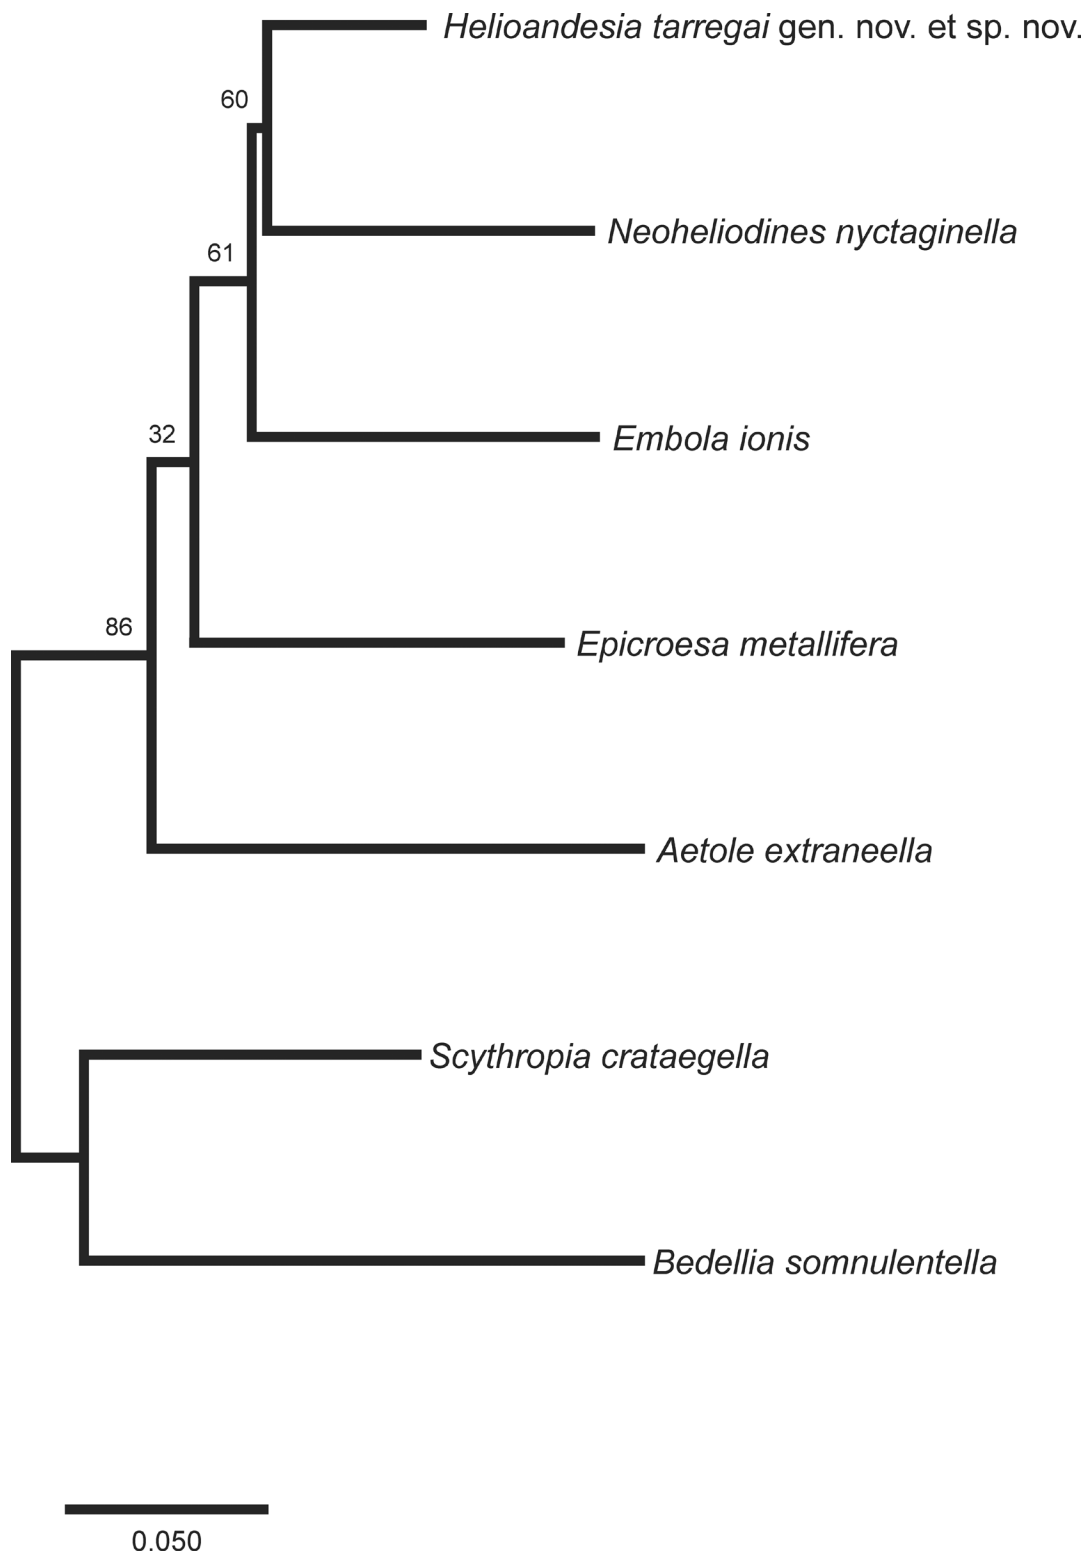 Helioandesia tarregai gen. nov. et sp. nov.
60
Neoheliodines nyctaginella
61
Embola ionis
32
Epicroesa metallifera
86
Aetole extraneella
Scythropia crataegella
Bedellia somnulentella
0.050